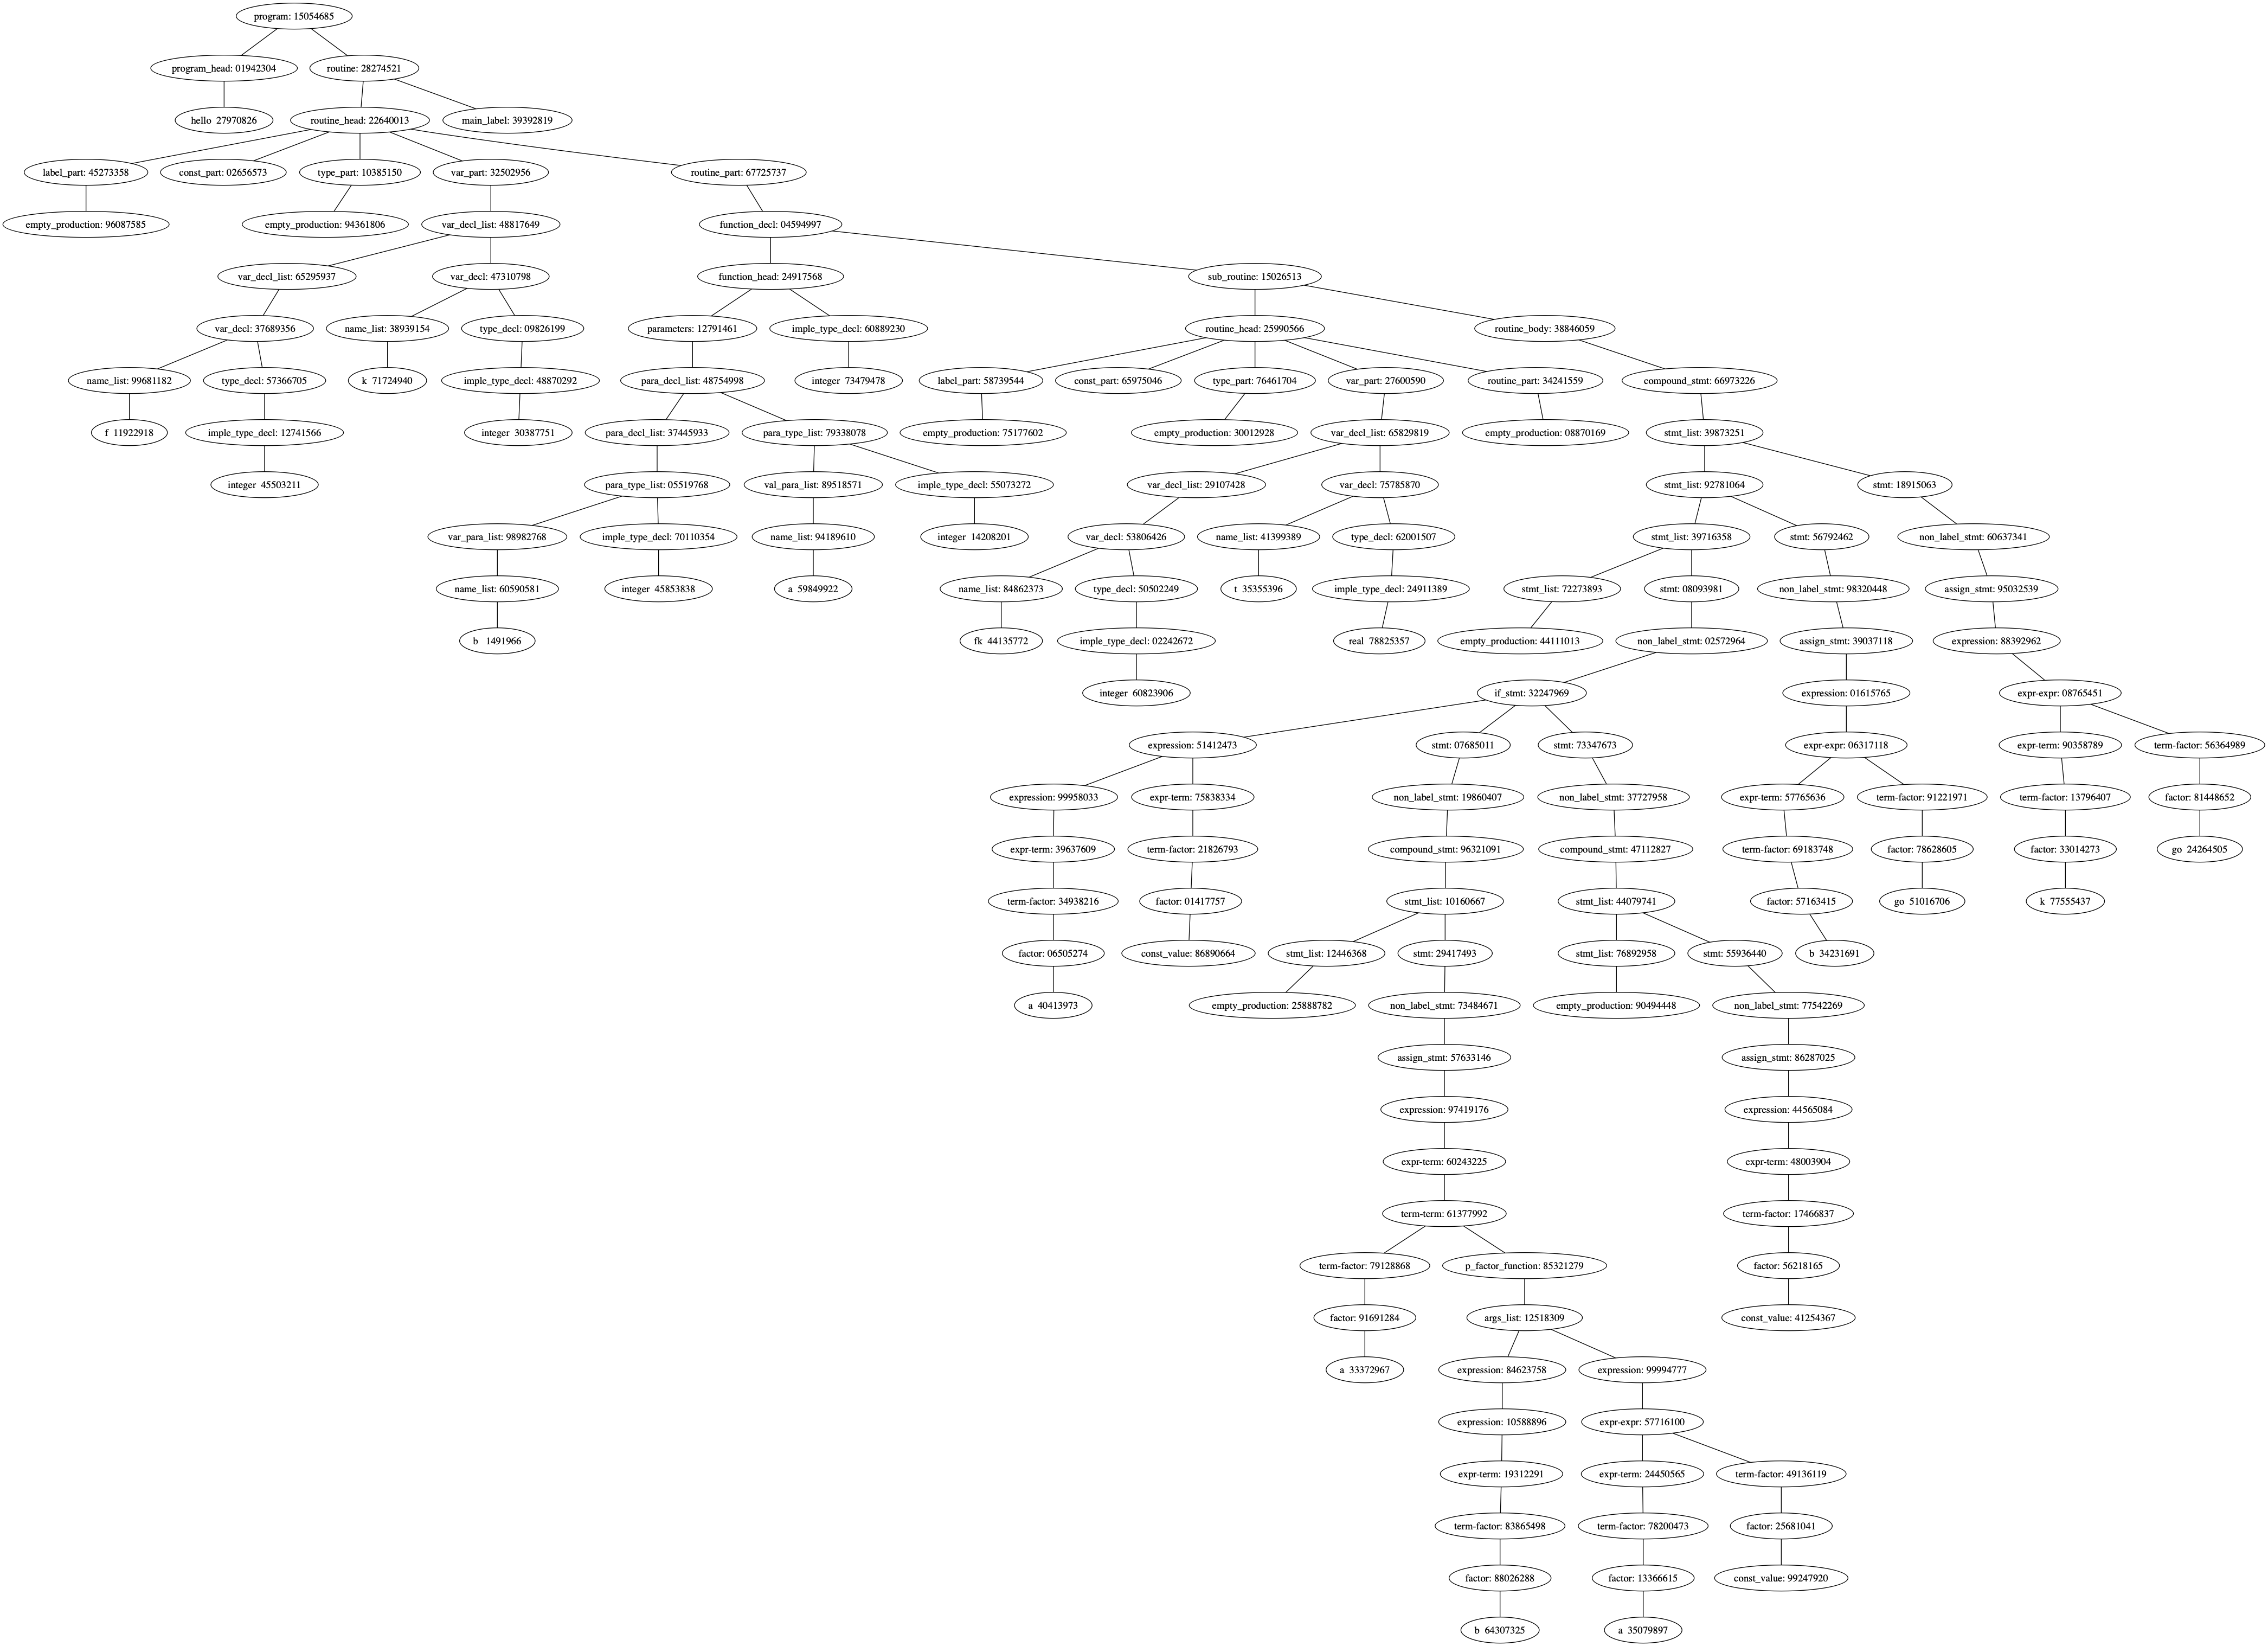 program: 15054685
program_head: 01942304
routine: 28274521
hello 27970826
routine_head: 22640013
main_label: 39392819
label_part: 45273358
const_part: 02656573
type_part: 10385150
var_part: 32502956
routine_part: 67725737
empty_production: 96087585
empty_production: 94361806
var_decl_list: 48817649
function_decl: 04594997
var_decl_list: 65295937
var_decl: 47310798
function_head: 24917568
sub_routine: 15026513
var_decl: 37689356
name_list: 38939154
type_decl: 09826199
parameters: 12791461
imple_type_decl: 60889230
routine_head: 25990566
routine_body: 38846059
name_list: 99681182
type_decl: 57366705
k 71724940
imple_type_decl: 48870292
para_decl_list: 48754998
integer 73479478
label_part: 58739544
const_part: 65975046
type_part: 76461704
var_part: 27600590
routine_part: 34241559
compound_stmt: 66973226
f 11922918
imple_type_decl: 12741566
integer 30387751
para_decl_list: 37445933
para_type_list: 79338078
empty_production: 75177602
empty_production: 30012928
var_decl_list: 65829819
empty_production: 08870169
stmt_list: 39873251
integer 45503211
para_type_list: 05519768
val_para_list: 89518571
imple_type_decl: 55073272
var_decl_list: 29107428
var_decl: 75785870
stmt_list: 92781064
stmt: 18915063
var_para_list: 98982768
imple_type_decl: 70110354
name_list: 94189610
integer 14208201
var_decl: 53806426
name_list: 41399389
type_decl: 62001507
stmt_list: 39716358
stmt: 56792462
non_label_stmt: 60637341
name_list: 60590581
integer 45853838
a 59849922
name_list: 84862373
type_decl: 50502249
t 35355396
imple_type_decl: 24911389
stmt_list: 72273893
stmt: 08093981
non_label_stmt: 98320448
assign_stmt: 95032539
b 1491966
fk 44135772
imple_type_decl: 02242672
real 78825357
empty_production: 44111013
non_label_stmt: 02572964
assign_stmt: 39037118
expression: 88392962
integer 60823906
if_stmt: 32247969
expression: 01615765
expr-expr: 08765451
expression: 51412473
stmt: 07685011
stmt: 73347673
expr-expr: 06317118
expr-term: 90358789
term-factor: 56364989
expression: 99958033
expr-term: 75838334
non_label_stmt: 19860407
non_label_stmt: 37727958
expr-term: 57765636
term-factor: 91221971
term-factor: 13796407
factor: 81448652
expr-term: 39637609
term-factor: 21826793
compound_stmt: 96321091
compound_stmt: 47112827
term-factor: 69183748
factor: 78628605
factor: 33014273
go 24264505
term-factor: 34938216
factor: 01417757
stmt_list: 10160667
stmt_list: 44079741
factor: 57163415
go 51016706
k 77555437
factor: 06505274
const_value: 86890664
stmt_list: 12446368
stmt: 29417493
stmt_list: 76892958
stmt: 55936440
b 34231691
a 40413973
empty_production: 25888782
non_label_stmt: 73484671
empty_production: 90494448
non_label_stmt: 77542269
assign_stmt: 57633146
assign_stmt: 86287025
expression: 97419176
expression: 44565084
expr-term: 60243225
expr-term: 48003904
term-term: 61377992
term-factor: 17466837
term-factor: 79128868
p_factor_function: 85321279
factor: 56218165
factor: 91691284
args_list: 12518309
const_value: 41254367
a 33372967
expression: 84623758
expression: 99994777
expression: 10588896
expr-expr: 57716100
expr-term: 19312291
expr-term: 24450565
term-factor: 49136119
term-factor: 83865498
term-factor: 78200473
factor: 25681041
factor: 88026288
factor: 13366615
const_value: 99247920
b 64307325
a 35079897